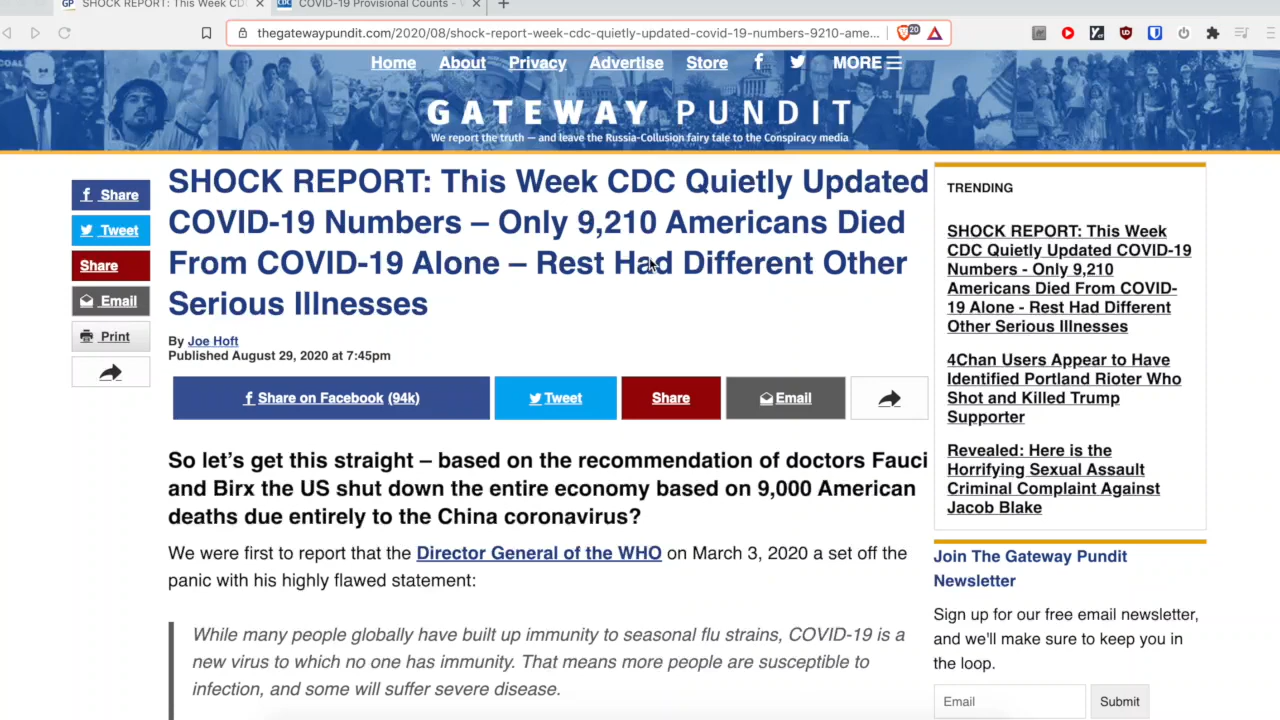 SHOCK REPORT: This Week CD
COVID-19 Provisional Counts -
thegatewaypundit.com/2020/08/shock-report-week-cdc-quietly-updated-covid-19-numbers-9210-ame...
20
Home About Privacy Advertise Store MORE
GATEWAY PUNDIT
We report the truth — and leave the Russia-Collusion fairy tale to the Conspiracy media
Share
Tweet
Share
Email
Print
SHOCK REPORT: This Week CDC Quietly Updated
COVID-19 Numbers – Only 9,210 Americans Died
From COVID-19 Alone – Rest Had Different Other
Serious Illnesses
By Joe Hoft
Published August 29, 2020 at 7:45pm
Share on Facebook (94k) Tweet Share Email
So let's get this straight – based on the recommendation of doctors Fauci
and Birx the US shut down the entire economy based on 9,000 American
deaths due entirely to the China coronavirus?
We were first to report that the Director General of the WHO on March 3, 2020 a set off the
panic with his highly flawed statement:
While many people globally have built up immunity to seasonal flu strains, COVID-19 is a
new virus to which no one has immunity. That means more people are susceptible to
infection, and some will suffer severe disease.
TRENDING
SHOCK REPORT: This Week
CDC Quietly Updated COVID-19
Numbers - Only 9,210
Americans Died From COVID-
19 Alone - Rest Had Different
Other Serious Illnesses
4Chan Users Appear to Have
Identified Portland Rioter Who
Shot and Killed Trump
Supporter
Revealed: Here is the
Horrifying Sexual Assault
Criminal Complaint Against
Jacob Blake
Join The Gateway Pundit
Newsletter
Sign up for our free email newsletter,
and we'll make sure to keep you in
the loop.
Email Submit